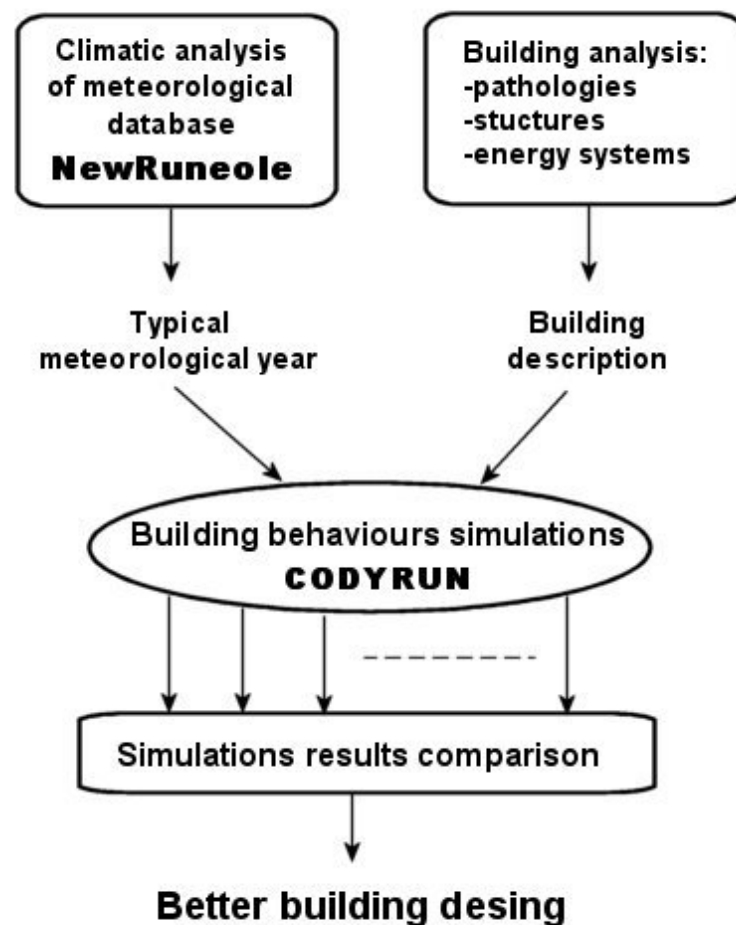 Climatic analysis
of meteorological
database
NewRuneole
Building analysis:
-pathologies
-stuctures
-energy systems
Typical
meteorological year
Building
description
Building behaviours simulations
CODYRUN
Simulations results comparison
Better building desing